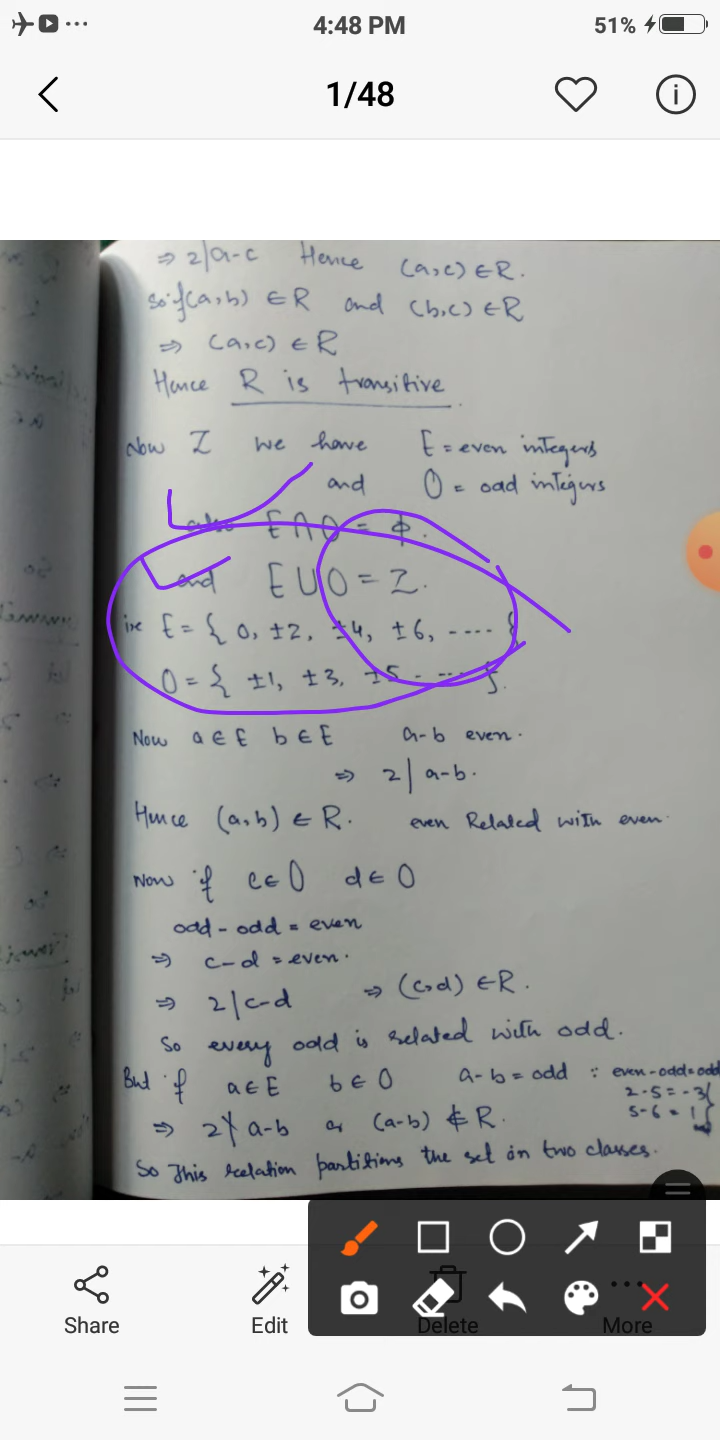 4:48 PM
51%
1/48
⇒ 2|a-c Hence (a,c) ∈ R.
So if (a,b) ∈ R and (b,c) ∈ R
⇒ (a,c) ∈ R
Hence R is transitive
Now Z we have E = even integers
and O = odd integers
also E ∩ O = ϕ.
and E ∪ O = Z.
ie E = { 0, ±2, ±4, ±6, ---- }
O = { ±1, ±3, ±5 - --- }.
Now a ∈ E b ∈ E a-b even.
⇒ 2 | a-b.
Hence (a,b) ∈ R. even Related with even.
Now if c ∈ O d ∈ O
odd - odd = even
⇒ c-d = even.
⇒ 2|c-d ⇒ (c,d) ∈ R.
So every odd is related with odd.
But if a ∈ E b ∈ O a-b = odd ∵ even-odd=odd
2-5=-3
5-6=1
⇒ 2∤a-b or (a-b) ∉ R.
So This relation partitions the set in two classes.
Share Edit Delete More